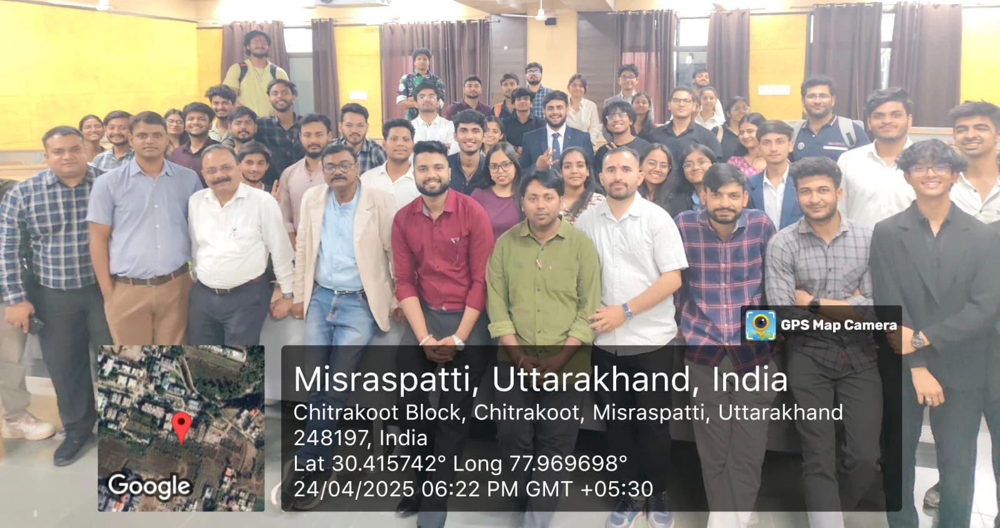 GPS Map Camera
Misraspatti, Uttarakhand, India
Chitrakoot Block, Chitrakoot, Misraspatti, Uttarakhand
248197, India
Lat 30.415742° Long 77.969698°
24/04/2025 06:22 PM GMT +05:30
Google